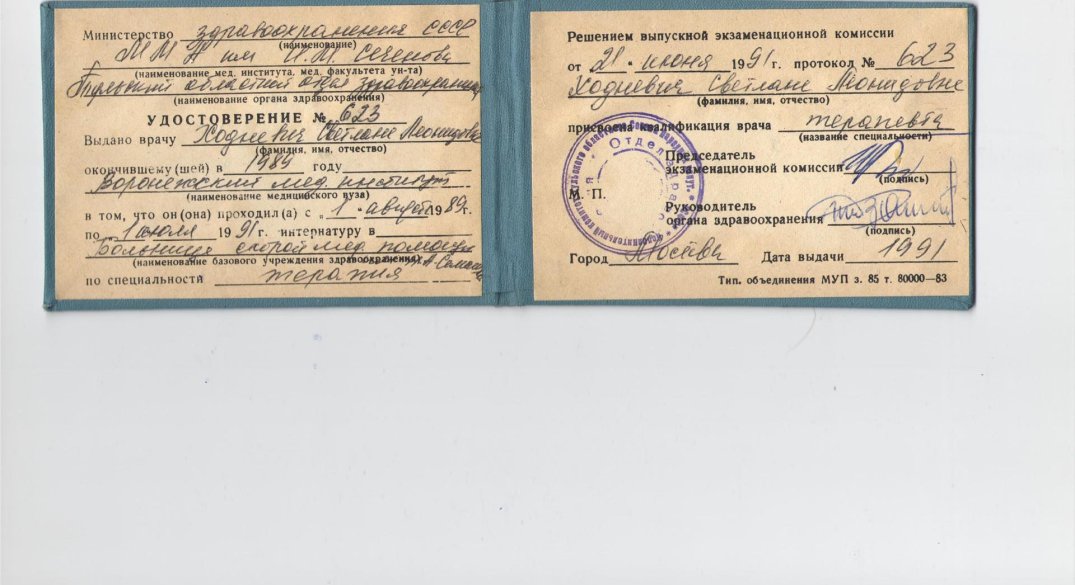 Министерство здравоохранения СССР
(наименование)
ММА им И.М. Сеченова
(наименование мед. института, мед. факультета ун-та)
Тульский областной отдел здравоохранения
(наименование органа здравоохранения)
УДОСТОВЕРЕНИЕ № 623
Выдано врачу Ходневич Светлане Леонидовне
(фамилия, имя, отчество)
окончившему (шей) в 1989 году
Воронежский мед. институт
(наименование медицинского вуза)
в том, что он (она) проходил(а) с „1“ августа 1989 г.
по 1 июля 1991 г. интернатуру в
Больнице скорой мед. помощи
(наименование базового учреждения здравоохранения)
по специальности терапия
Решением выпускной экзаменационной комиссии
от „21“ июня 1991 г. протокол № 623
Ходневич Светлане Леонидовне
(фамилия, имя, отчество)
присвоена квалификация врача терапевта
(название специальности)
Председатель
экзаменационной комиссии
(подпись)
М. П.
Руководитель
органа здравоохранения
(подпись)
Город Москва Дата выдачи 1991
Тип. объединения МУП з. 85 т. 80000—83